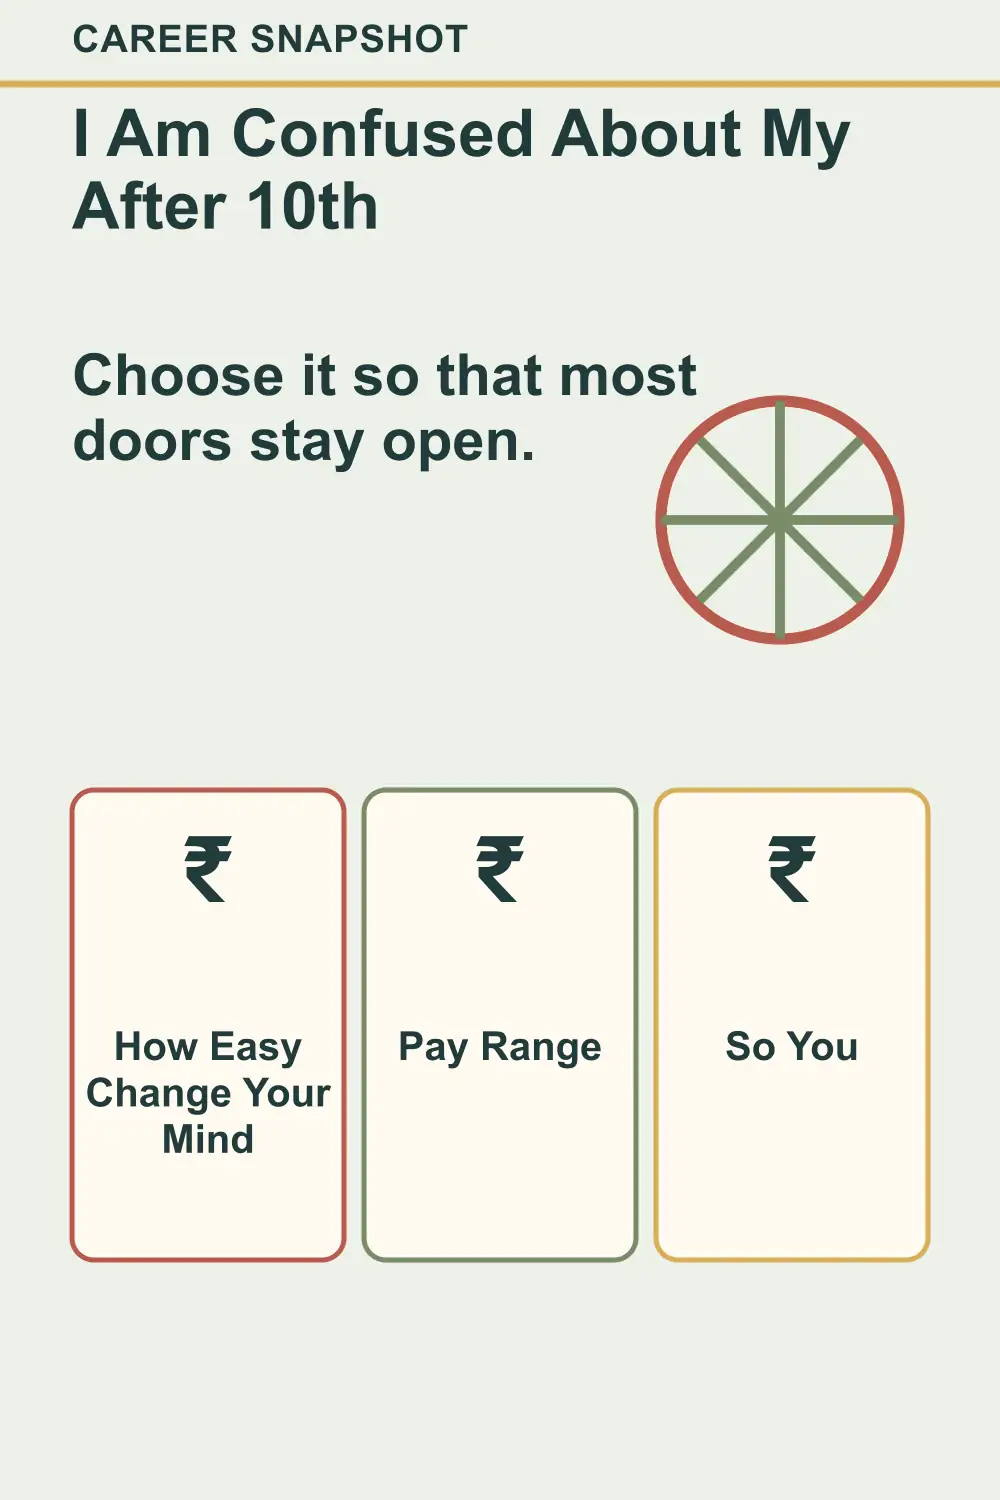 CAREER SNAPSHOT
I Am Confused About My
After 10th
Choose it so that most
doors stay open.
₹ ₹ ₹
How Easy
Change Your
Mind
Pay Range
So You